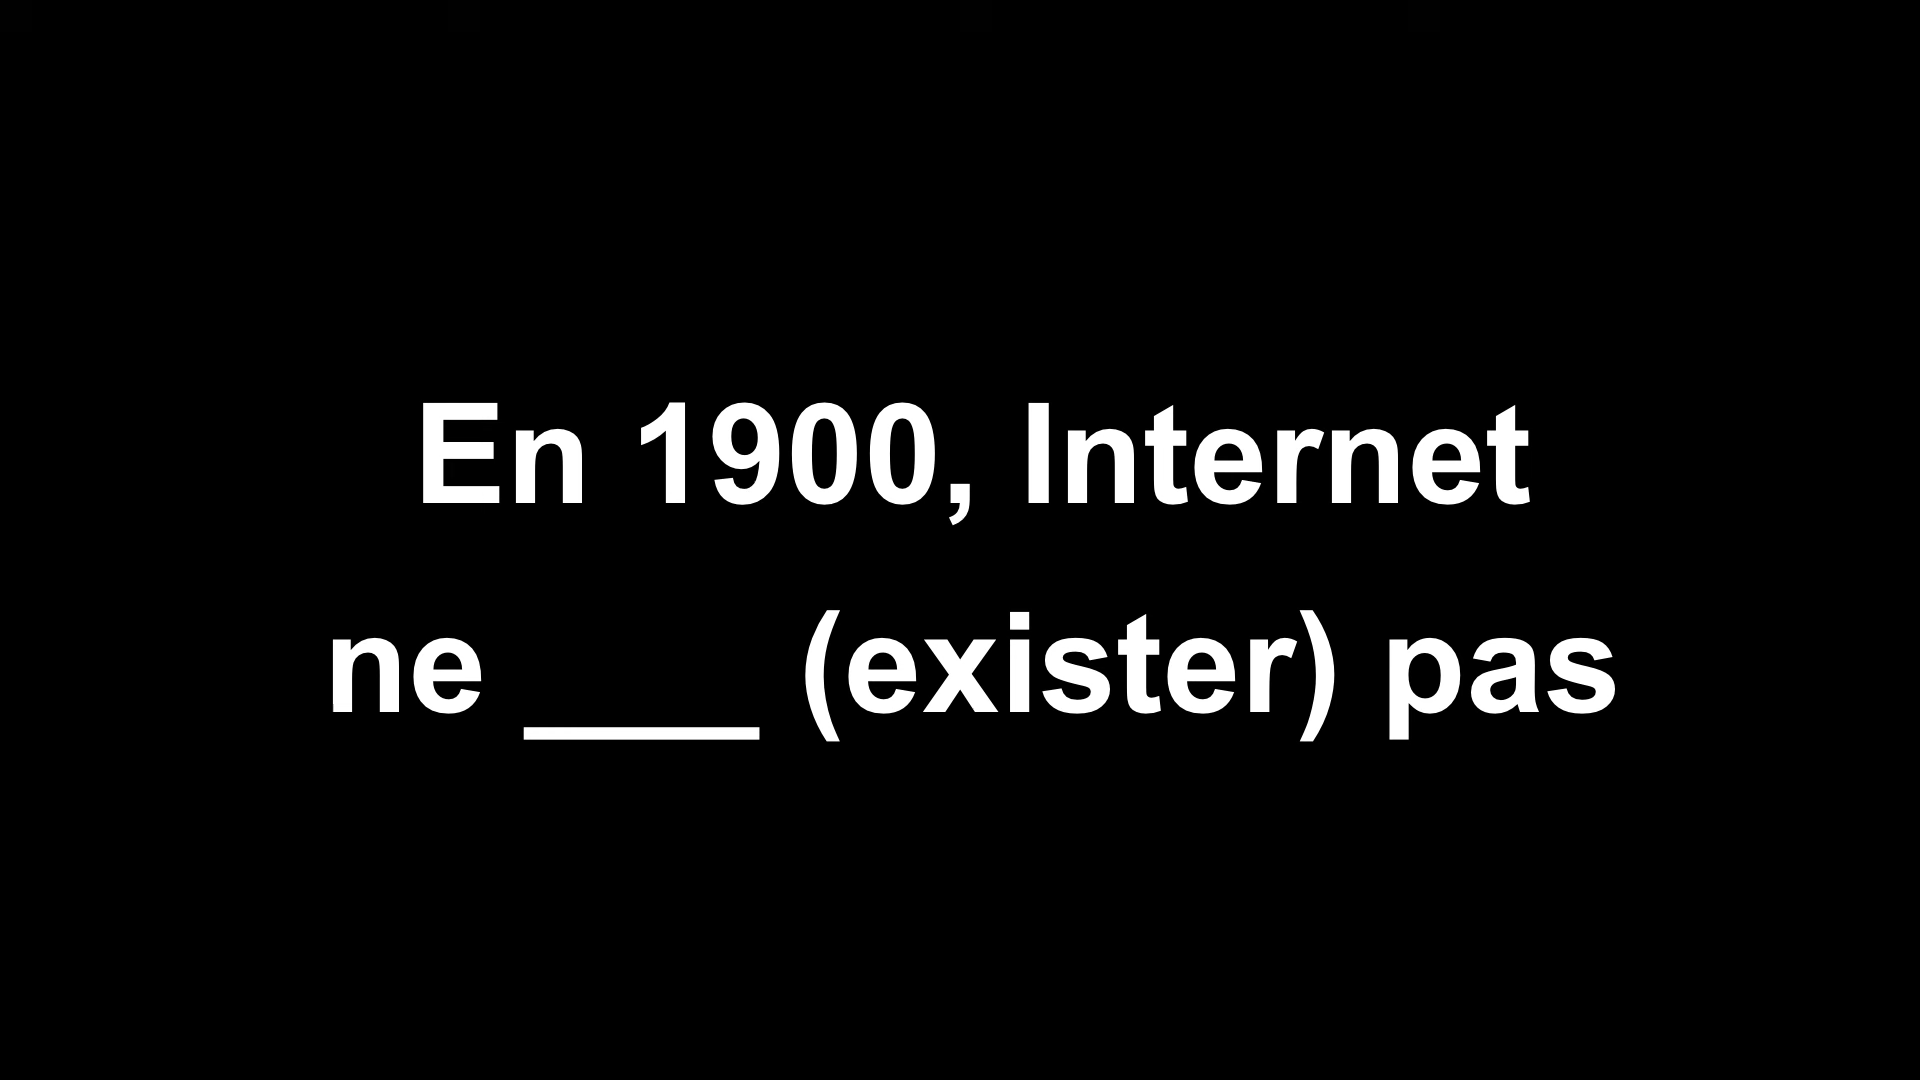 En 1900, Internet
ne ___ (exister) pas